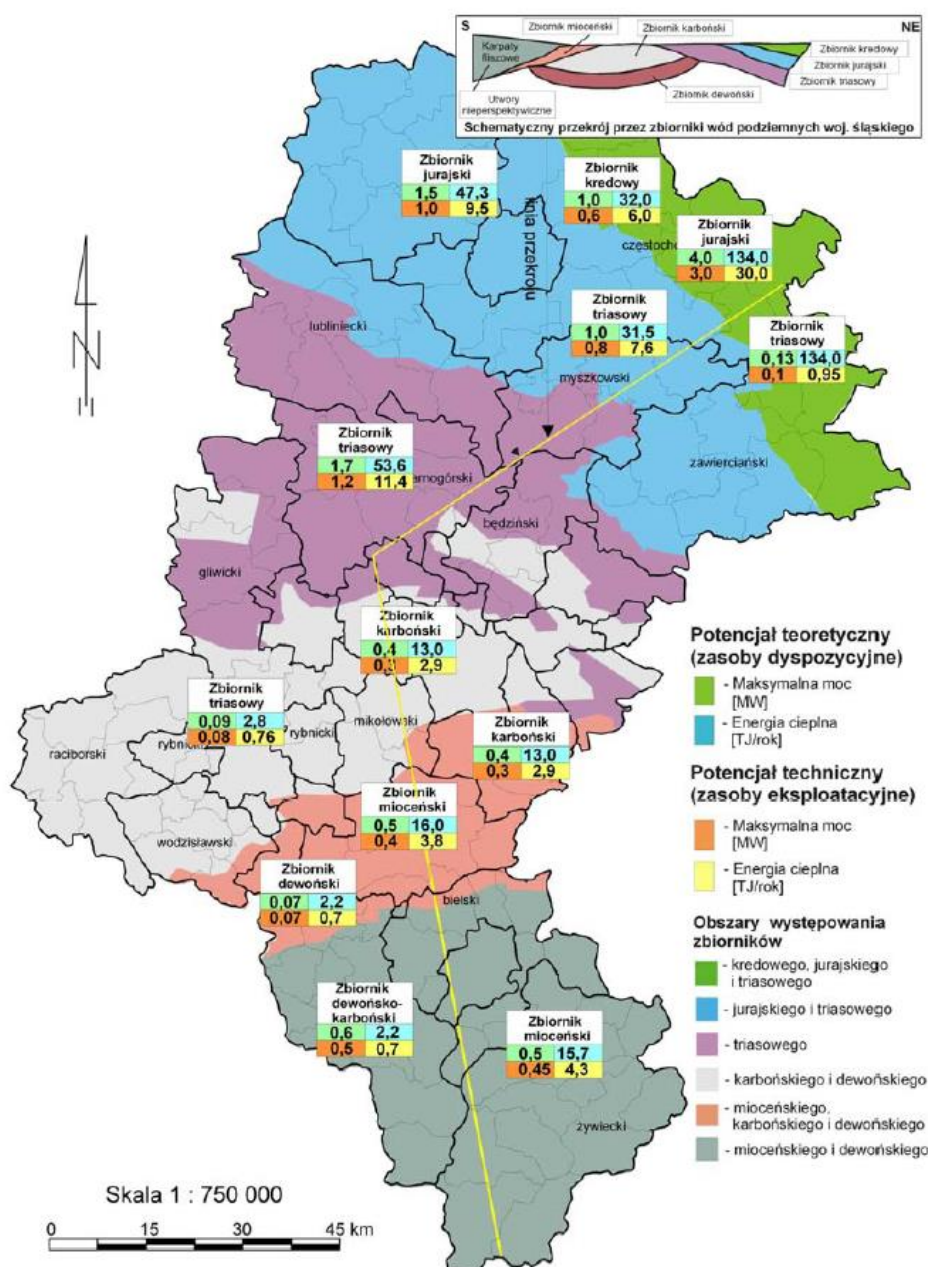 S
NE
Zbiornik mioceński
Zbiornik karboński
Karpaty
fliszowe
Zbiornik kredowy
Zbiornik jurajski
Zbiornik triasowy
Zbiornik dewoński
Utwory
nieperspektywiczne
Schematyczny przekrój przez zbiorniki wód podziemnych woj. śląskiego
Zbiornik
jurajski
1,5 47,3
1,0 9,5
linia przekroju
Zbiornik
kredowy
1,0 32,0
0,6 6,0
częstocho
Zbiornik
jurajski
4,0 134,0
3,0 30,0
lubliniecki
Zbiornik
triasowy
1,0 31,5
0,8 7,6
myszkowski
Zbiornik
triasowy
0,13 134,0
0,1 0,95
Zbiornik
triasowy
1,7 53,6
1,2 11,4
arnogórski
zawierciański
będziński
gliwicki
Zbiornik
karboński
0,4 13,0
0,3 2,9
Zbiornik
triasowy
0,09 2,8
0,08 0,76
raciborski
rybnicki
rybnicki
mikołowski
Zbiornik
karboński
0,4 13,0
0,3 2,9
Zbiornik
mioceński
0,5 16,0
0,4 3,8
wodzisławski
Zbiornik
dewoński
0,07 2,2
0,07 0,7
bielski
Zbiornik
dewońsko-
karboński
0,6 2,2
0,5 0,7
Zbiornik
mioceński
0,5 15,7
0,45 4,3
żywiecki
Potencjał teoretyczny
(zasoby dyspozycyjne)
- Maksymalna moc
[MW]
- Energia cieplna
[TJ/rok]
Potencjał techniczny
(zasoby eksploatacyjne)
- Maksymalna moc
[MW]
- Energia cieplna
[TJ/rok]
Obszary występowania
zbiorników
- kredowego, jurajskiego
i triasowego
- jurajskiego i triasowego
- triasowego
- karbońskiego i dewońskiego
- mioceńskiego,
karbońskiego i dewońskiego
- mioceńskiego i dewońskiego
Skala 1 : 750 000
0 15 30 45 km